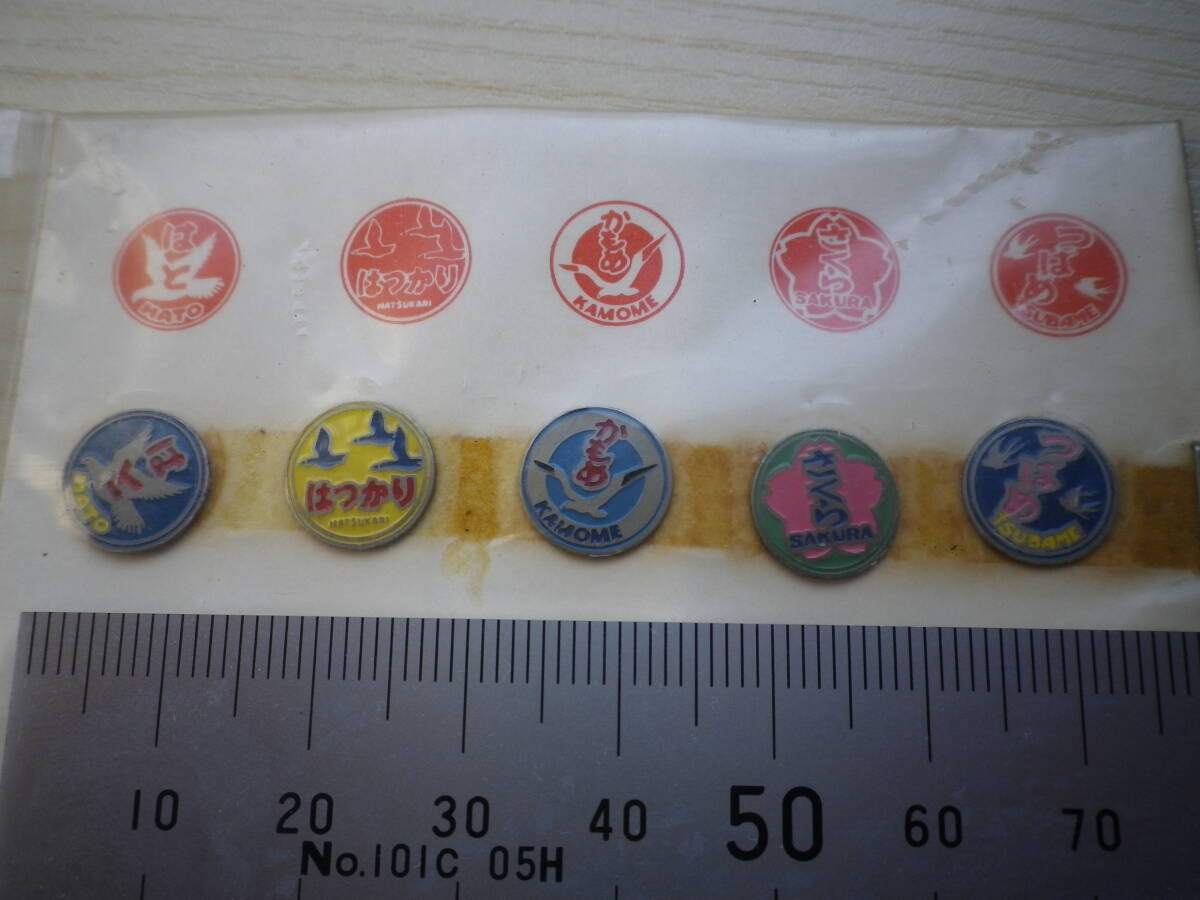 はと
HATO
はつかり
HATSUKARI
かもめ
KAMOME
さくら
SAKURA
つばめ
TSUBAME
はと
HATO
はつかり
HATSUKARI
かもめ
KAMOME
さくら
SAKURA
つばめ
TSUBAME
10 20 30 40 50 60 70
No.101C 05H